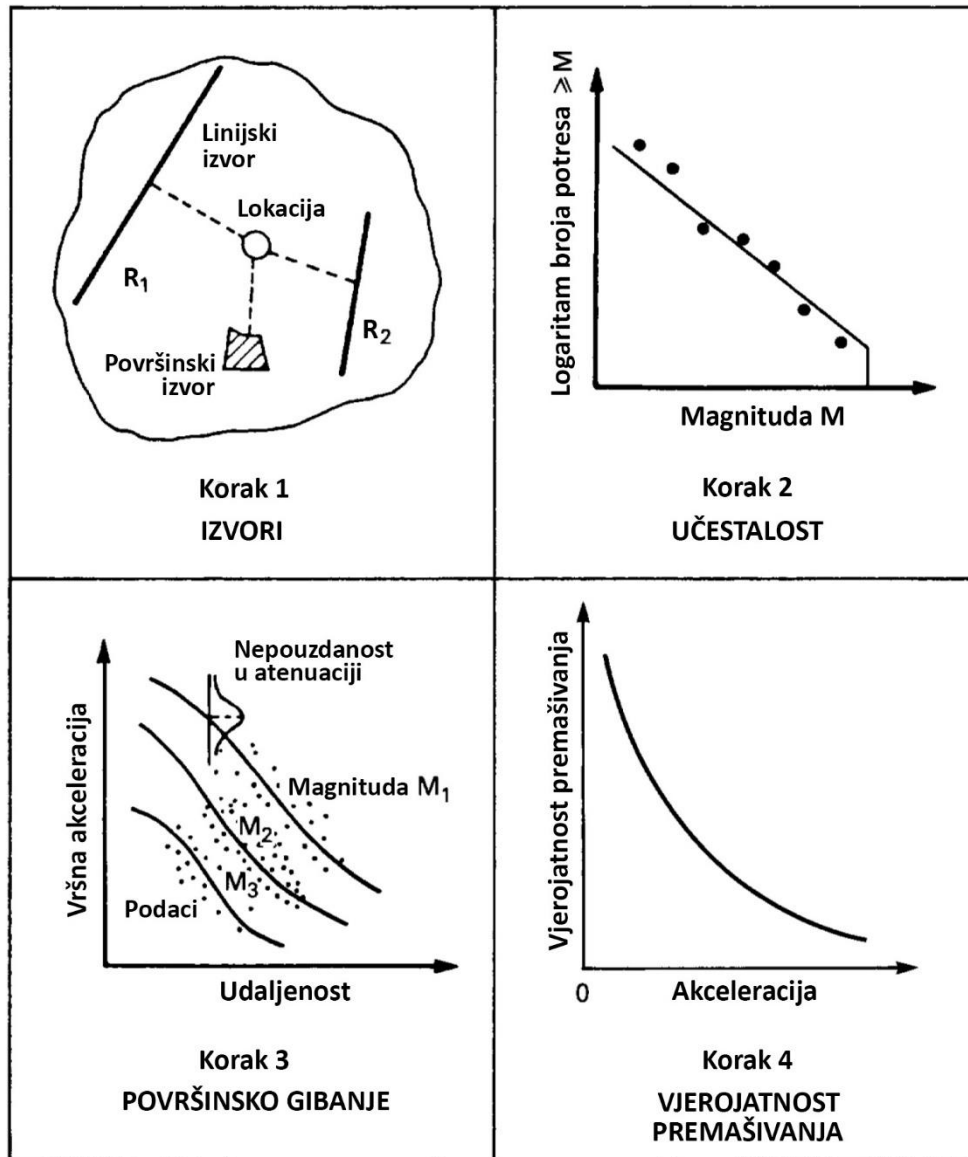 Linijski
izvor
Lokacija
R₁
R₂
Površinski
izvor
Korak 1
IZVORI
Logaritam broja potresa ⩾ M
Magnituda M
Korak 2
UČESTALOST
Nepouzdanost
u atenuaciji
Vršna akceleracija
Magnituda M₁
M₂
M₃
Podaci
Udaljenost
Korak 3
POVRŠINSKO GIBANJE
Vjerojatnost premašivanja
0
Akceleracija
Korak 4
VJEROJATNOST
PREMAŠIVANJA